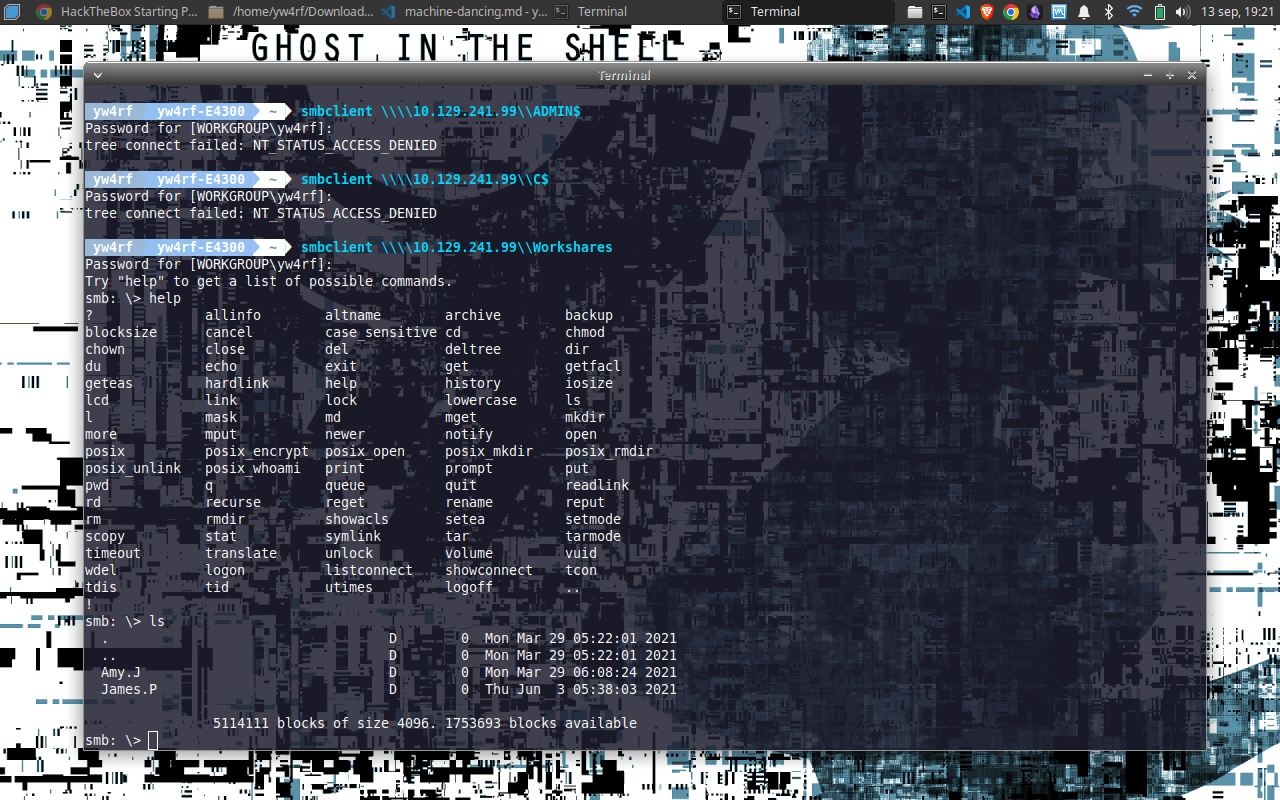 HackTheBox Starting P... /home/yw4rf/Download... machine-dancing.md - y... Terminal Terminal 13 sep, 19:21
GHOST IN THE SHELL
Terminal
yw4rf yw4rf-E4300 ~ smbclient \\\\10.129.241.99\\ADMIN$
Password for [WORKGROUP\yw4rf]:
tree connect failed: NT_STATUS_ACCESS_DENIED
yw4rf yw4rf-E4300 ~ smbclient \\\\10.129.241.99\\C$
Password for [WORKGROUP\yw4rf]:
tree connect failed: NT_STATUS_ACCESS_DENIED
yw4rf yw4rf-E4300 ~ smbclient \\\\10.129.241.99\\Workshares
Password for [WORKGROUP\yw4rf]:
Try "help" to get a list of possible commands.
smb: \> help
? allinfo altname archive backup
blocksize cancel case_sensitive cd chmod
chown close del deltree dir
du echo exit get getfacl
geteas hardlink help history iosize
lcd link lock lowercase ls
l mask md mget mkdir
more mput newer notify open
posix posix_encrypt posix_open posix_mkdir posix_rmdir
posix_unlink posix_whoami print prompt put
pwd q queue quit readlink
rd recurse reget rename reput
rm rmdir showacls setea setmode
scopy stat symlink tar tarmode
timeout translate unlock volume vuid
wdel logon listconnect showconnect tcon
tdis tid utimes logoff ..
!
smb: \> ls
. D 0 Mon Mar 29 05:22:01 2021
.. D 0 Mon Mar 29 05:22:01 2021
Amy.J D 0 Mon Mar 29 06:08:24 2021
James.P D 0 Thu Jun 3 05:38:03 2021
5114111 blocks of size 4096. 1753693 blocks available
smb: \>